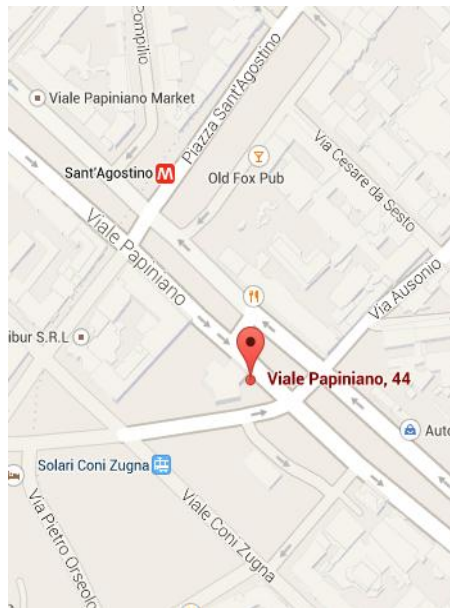 Pompilio
Viale Papiniano Market
Piazza Sant'Agostino
Via Cesare da Sesto
Sant'Agostino
M
Old Fox Pub
Viale Papiniano
Via Ausonio
ibur S.R.L
Viale Papiniano, 44
Auto
Solari Coni Zugna
Via Pietro Orseolo
Viale Coni Zugna